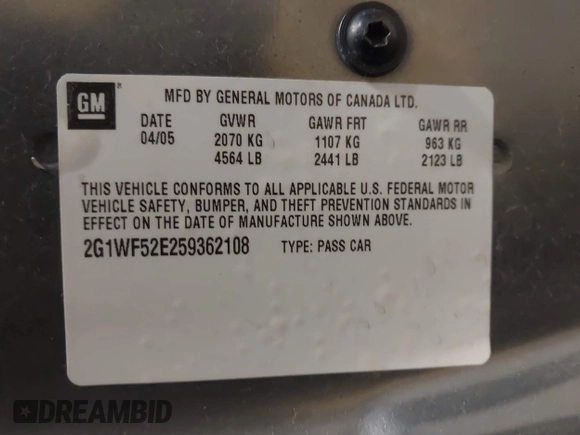 GM
MFD BY GENERAL MOTORS OF CANADA LTD.
DATE GVWR GAWR FRT GAWR RR
04/05 2070 KG 1107 KG 963 KG
4564 LB 2441 LB 2123 LB
THIS VEHICLE CONFORMS TO ALL APPLICABLE U.S. FEDERAL MOTOR
VEHICLE SAFETY, BUMPER, AND THEFT PREVENTION STANDARDS IN
EFFECT ON THE DATE OF MANUFACTURE SHOWN ABOVE.
2G1WF52E259362108 TYPE: PASS CAR
DREAMBID